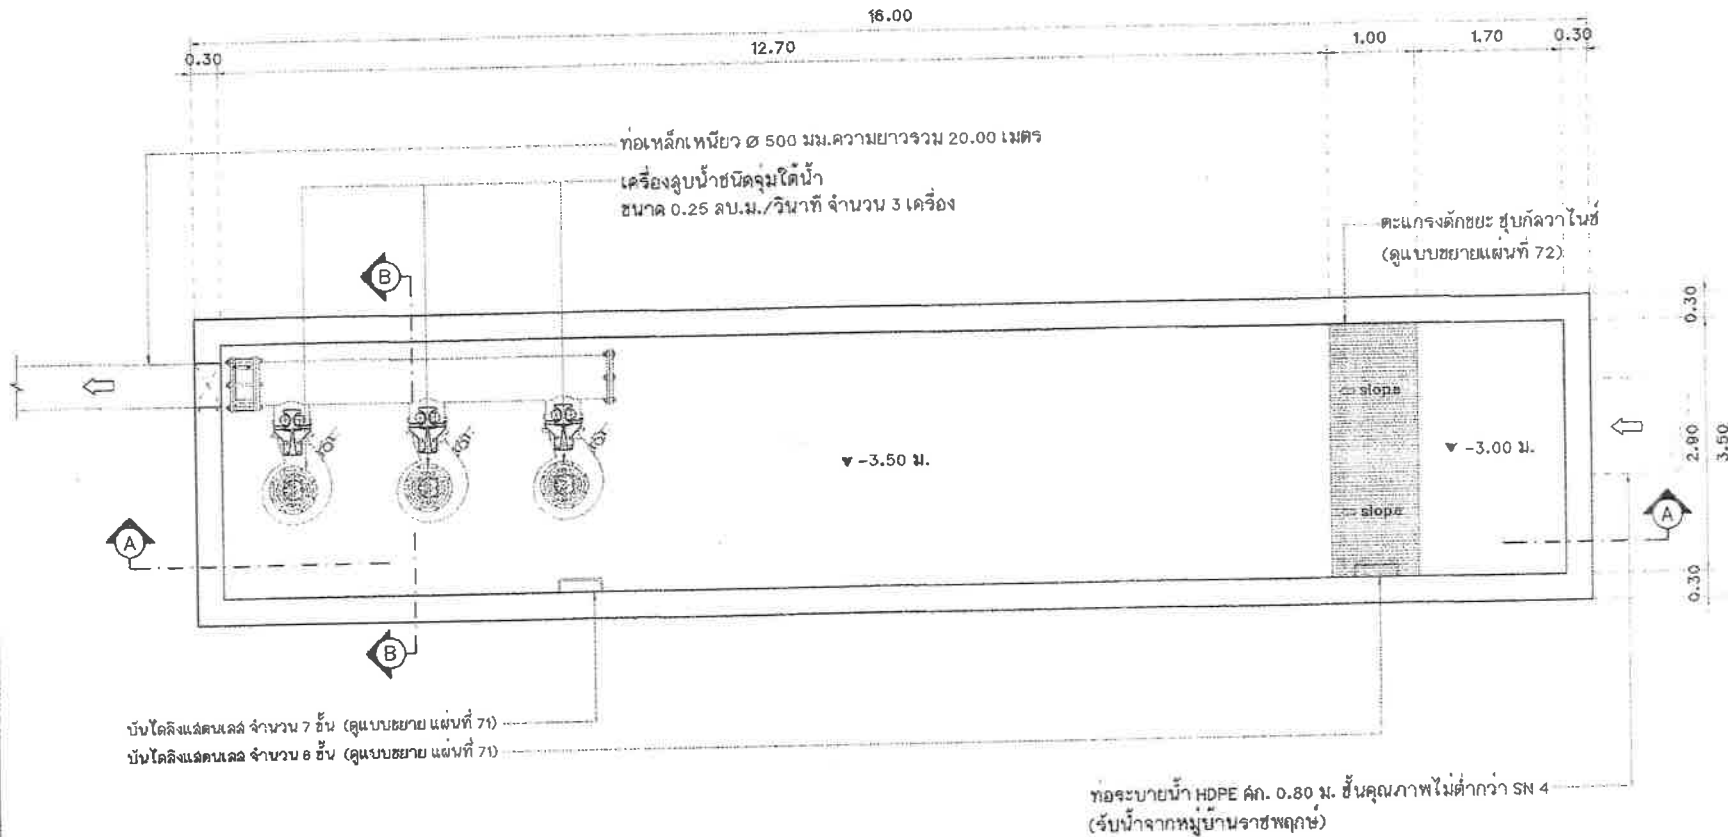 16.00
0.30
12.70
1.00
1.70
0.30
ท่อเหล็กเหนียว Ø 500 มม.ความยาวรวม 20.00 เมตร
เครื่องสูบน้ำชนิดจุ่มใต้น้ำ
ขนาด 0.25 ลบ.ม./วินาที จำนวน 3 เครื่อง
ตะแกรงดักขยะ ชุบกัลวาไนซ์
(ดูแบบขยายแผ่นที่ 72)
B
0.30
slope
▼ -3.50 ม.
▼ -3.00 ม.
2.90
3.50
slope
A
A
0.30
B
บันไดลิงแสตนเลส จำนวน 7 ขั้น (ดูแบบขยาย แผ่นที่ 71)
บันไดลิงแสตนเลส จำนวน 6 ขั้น (ดูแบบขยาย แผ่นที่ 71)
ท่อระบายน้ำ HDPE ศก. 0.80 ม. ชั้นคุณภาพไม่ต่ำกว่า SN 4
(รับน้ำจากหมู่บ้านราชพฤกษ์)